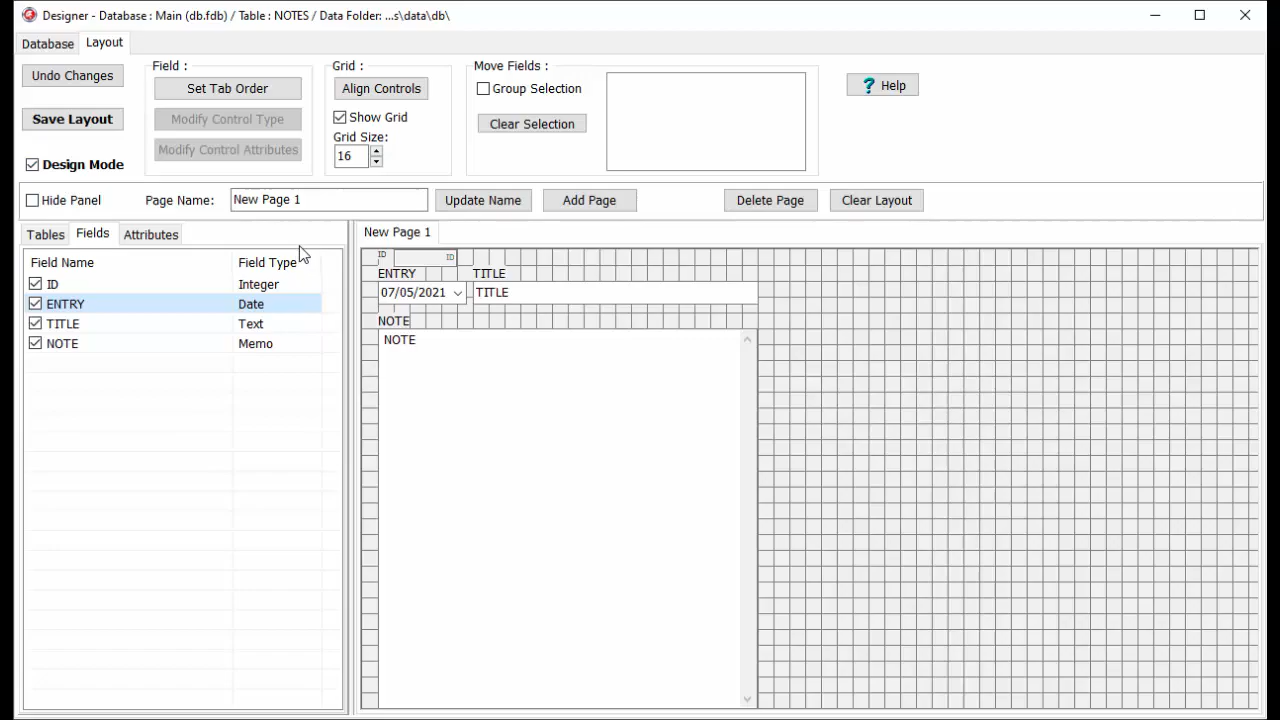 Designer - Database : Main (db.fdb) / Table : NOTES / Data Folder: ...s\data\db\
Database Layout
Undo Changes
Save Layout
Design Mode
Field :
Set Tab Order
Modify Control Type
Modify Control Attributes
Grid :
Align Controls
Show Grid
Grid Size:
16
Move Fields :
Group Selection
Clear Selection
? Help
Hide Panel Page Name: New Page 1 Update Name Add Page Delete Page Clear Layout
Tables Fields Attributes
Field Name Field Type
ID Integer
ENTRY Date
TITLE Text
NOTE Memo
New Page 1
ID ID
ENTRY TITLE
07/05/2021 TITLE
NOTE
NOTE